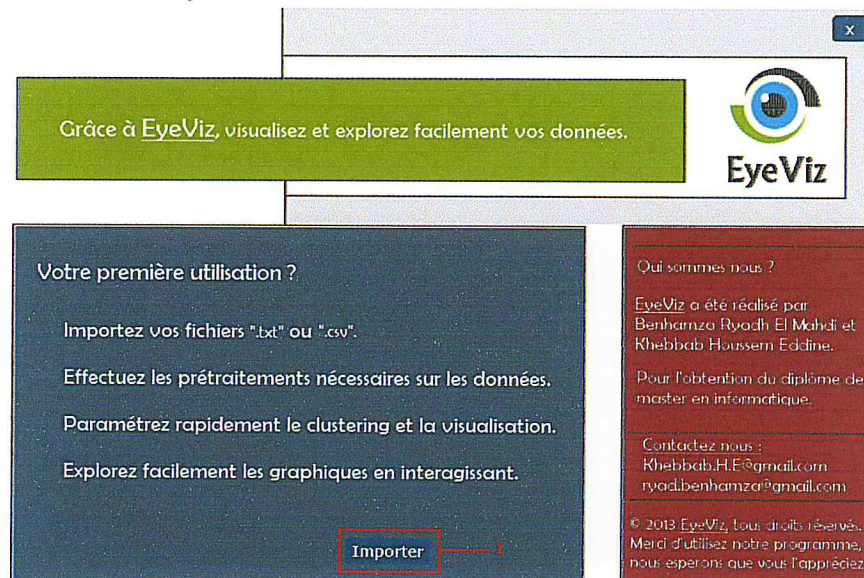 x
Grâce à EyeViz, visualisez et explorez facilement vos données.
EyeViz
Votre première utilisation ?
Importez vos fichiers ".txt" ou ".csv".
Effectuez les prétraitements nécessaires sur les données.
Paramétrez rapidement le clustering et la visualisation.
Explorez facilement les graphiques en interagissant.
Importer
1
Qui sommes nous ?
EyeViz a été réalisé par
Benhamza Ryadh El Mahdi et
Khebbab Houssem Eddine.
Pour l'obtention du diplôme de
master en informatique.
Contactez nous :
Khebbab.H.E@gmail.com
ryad.benhamza@gmail.com
© 2013 EyeViz, tous droits réservés.
Merci d'utilisez notre programme,
nous esperons que vous l'appréciez